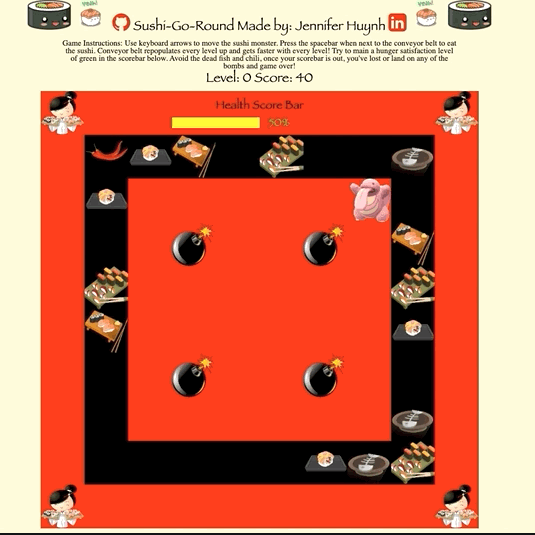 Sushi-Go-Round Made by: Jennifer Huynh in
Game Instructions: Use keyboard arrows to move the sushi monster. Press the spacebar when next to the conveyor belt to eat
the sushi. Conveyor belt reppopulates every level up and gets faster with every level! Try to main a hunger satisfaction level
of green in the scorebar below. Avoid the dead fish and chili, once your scorebar is out, you've lost or land on any of the
bombs and game over!
Level: 0 Score: 40
Health Score Bar
50%